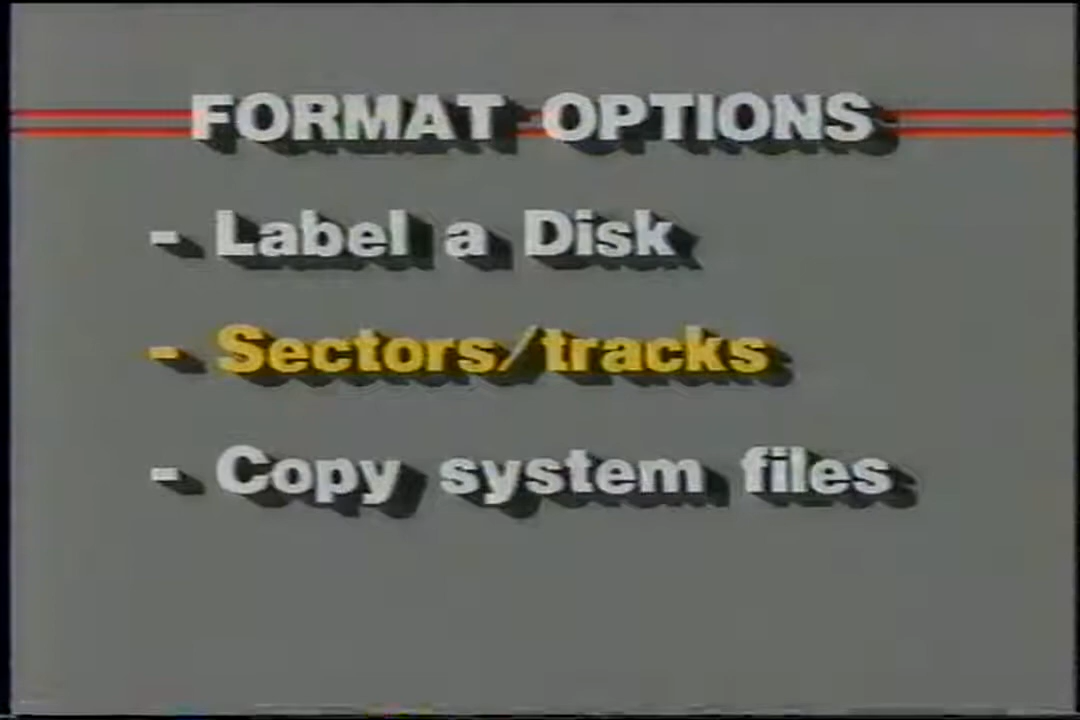 FORMAT OPTIONS
- Label a Disk
- Sectors/tracks
- Copy system files